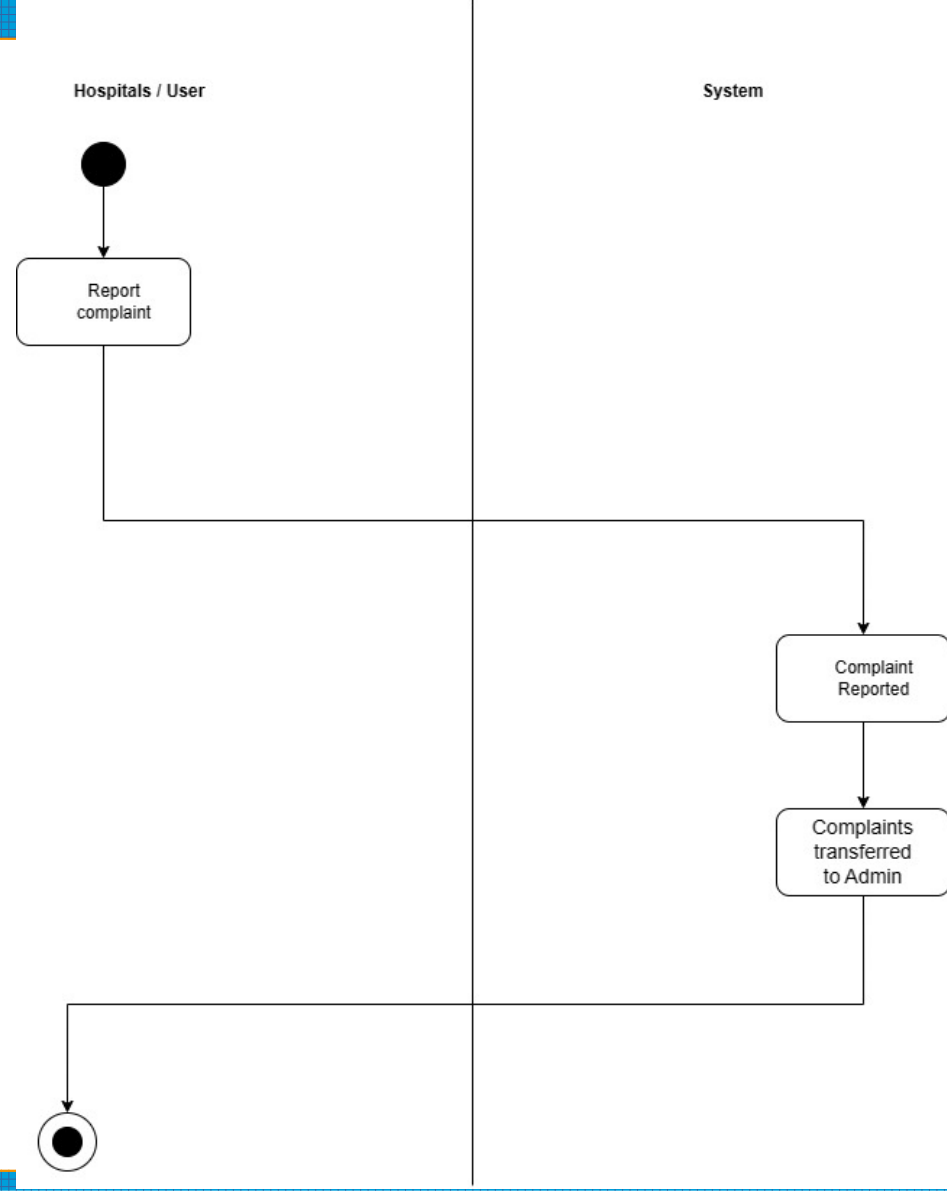 Hospitals / User
System
Report
complaint
Complaint
Reported
Complaints
transferred
to Admin